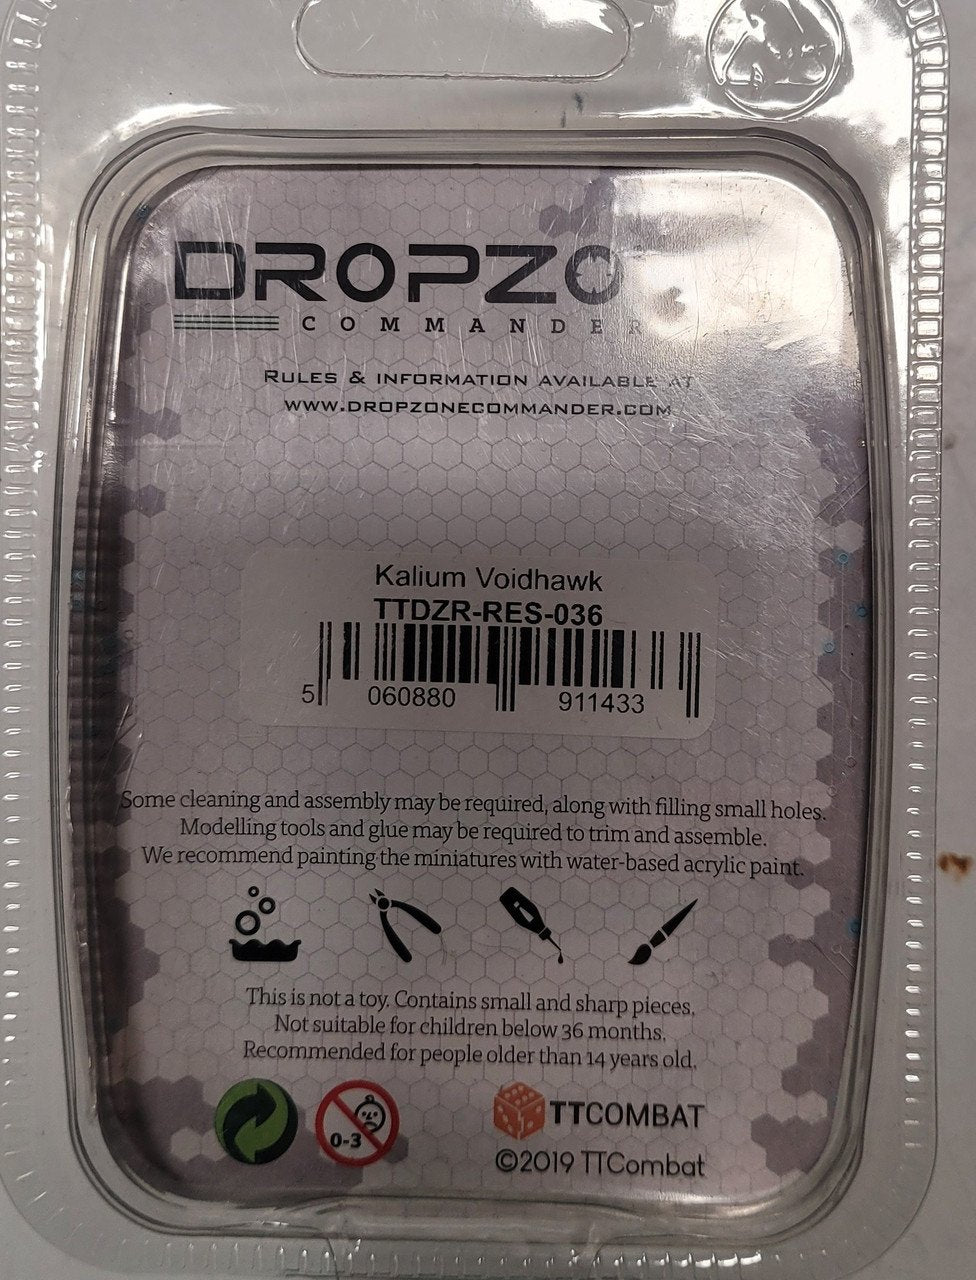 DROPZO
COMMANDER
RULES & INFORMATION AVAILABLE AT
WWW.DROPZONECOMMANDER.COM
Kalium Voidhawk
TTDZR-RES-036
5 060880 911433
Some cleaning and assembly may be required, along with filling small holes.
Modelling tools and glue may be required to trim and assemble.
We recommend painting the miniatures with water-based acrylic paint.
This is not a toy. Contains small and sharp pieces.
Not suitable for children below 36 months.
Recommended for people older than 14 years old.
0-3
TTCOMBAT
©2019 TTCombat